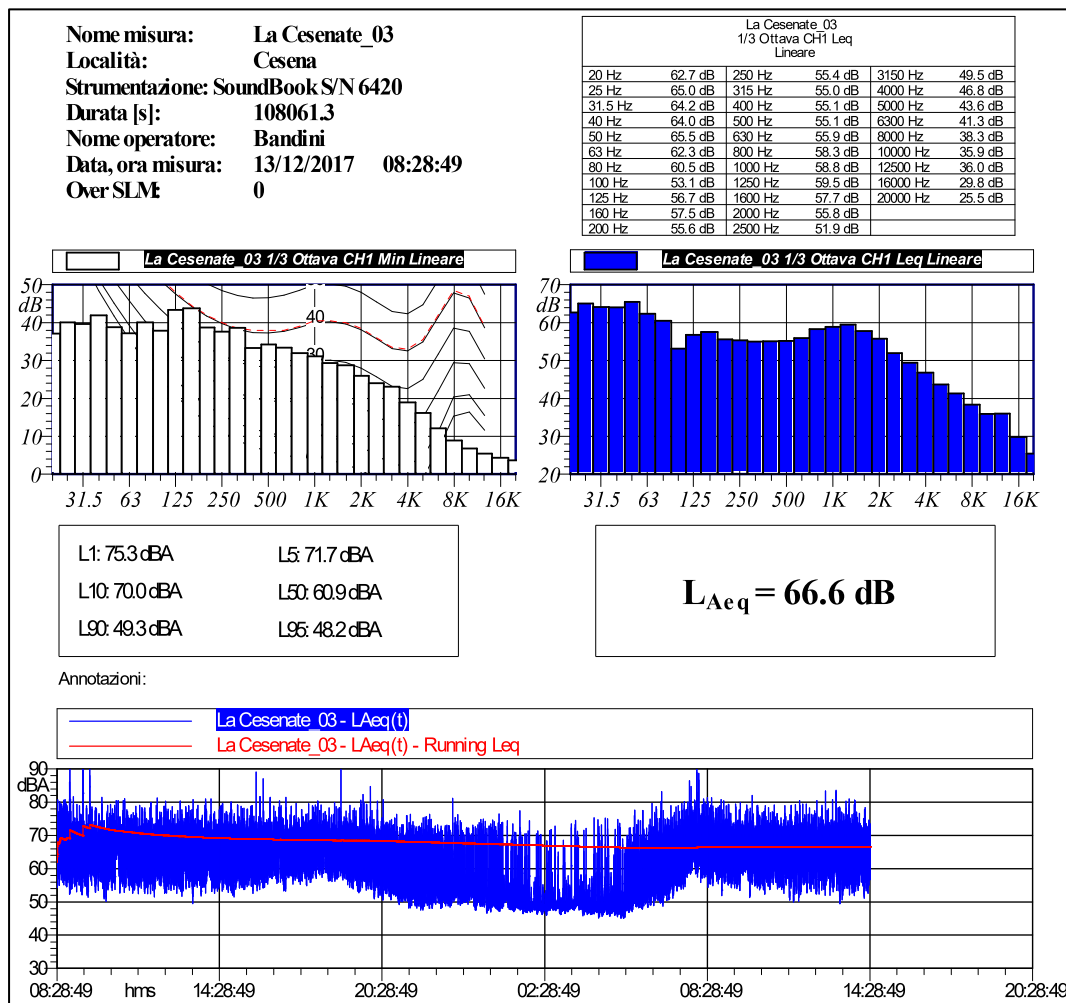 Nome misura: La Cesenate_03
Località: Cesena
Strumentazione: SoundBook S/N 6420
Durata [s]: 108061.3
Nome operatore: Bandini
Data, ora misura: 13/12/2017 08:28:49
Over SLM: 0
La Cesenate_03
1/3 Ottava CH1 Leq
Lineare
20 Hz 62.7 dB 250 Hz 55.4 dB 3150 Hz 49.5 dB
25 Hz 65.0 dB 315 Hz 55.0 dB 4000 Hz 46.8 dB
31.5 Hz 64.2 dB 400 Hz 55.1 dB 5000 Hz 43.6 dB
40 Hz 64.0 dB 500 Hz 55.1 dB 6300 Hz 41.3 dB
50 Hz 65.5 dB 630 Hz 55.9 dB 8000 Hz 38.3 dB
63 Hz 62.3 dB 800 Hz 58.3 dB 10000 Hz 35.9 dB
80 Hz 60.5 dB 1000 Hz 58.8 dB 12500 Hz 36.0 dB
100 Hz 53.1 dB 1250 Hz 59.5 dB 16000 Hz 29.8 dB
125 Hz 56.7 dB 1600 Hz 57.7 dB 20000 Hz 25.5 dB
160 Hz 57.5 dB 2000 Hz 55.8 dB
200 Hz 55.6 dB 2500 Hz 51.9 dB
La Cesenate_03 1/3 Ottava CH1 Min Lineare
50
dB
40
30
20
10
0
40
30
31.5 63 125 250 500 1K 2K 4K 8K 16K
La Cesenate_03 1/3 Ottava CH1 Leq Lineare
70
dB
60
50
40
30
20
31.5 63 125 250 500 1K 2K 4K 8K 16K
L1: 75.3 dBA L5: 71.7 dBA
L10: 70.0 dBA L50: 60.9 dBA
L90: 49.3 dBA L95: 48.2 dBA
LAeq = 66.6 dB
Annotazioni:
La Cesenate_03 - LAeq(t)
La Cesenate_03 - LAeq(t) - Running Leq
90
dBA
80
70
60
50
40
30
08:28:49 hms 14:28:49 20:28:49 02:28:49 08:28:49 14:28:49 20:28:49